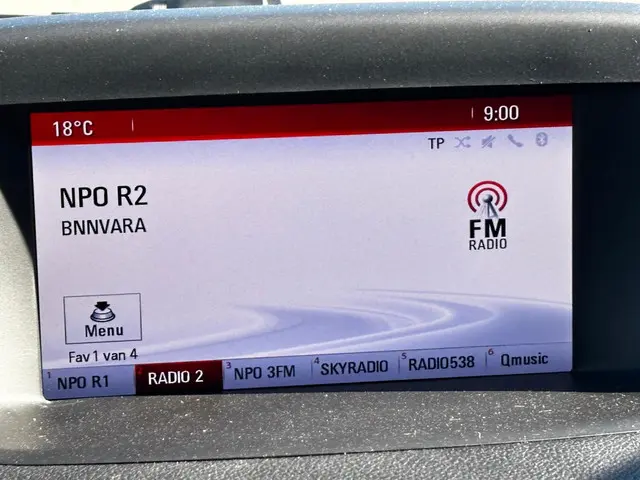 18°C 9:00
TP
NPO R2
BNNVARA
FM
RADIO
Menu
Fav 1 van 4
1 NPO R1 2 RADIO 2 3 NPO 3FM 4 SKYRADIO 5 RADIO538 6 Qmusic